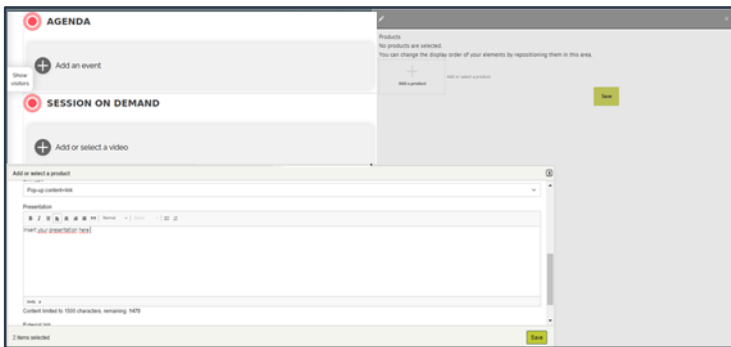 AGENDA
Add an event
Show
visitors
SESSION ON DEMAND
Add or select a video
Products
No products are selected.
You can change the display order of your elements by repositioning them in this area.
Add a product
Add or select a product
Save
Add or select a product
Pop-up content+link
Presentation
Normal
Insert your presentation here
Content limited to 1500 characters, remaining: 1470
External link
2 items selected
Save